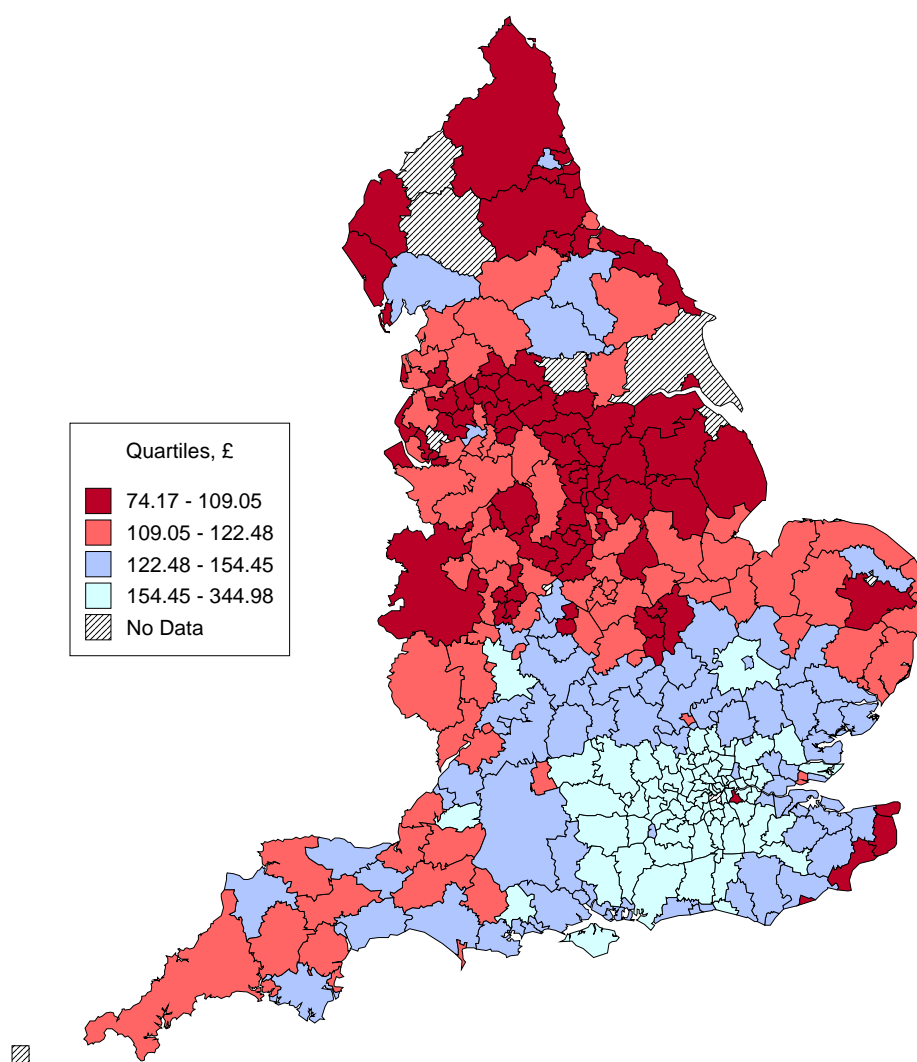 Quartiles, £
74.17 - 109.05
109.05 - 122.48
122.48 - 154.45
154.45 - 344.98
No Data